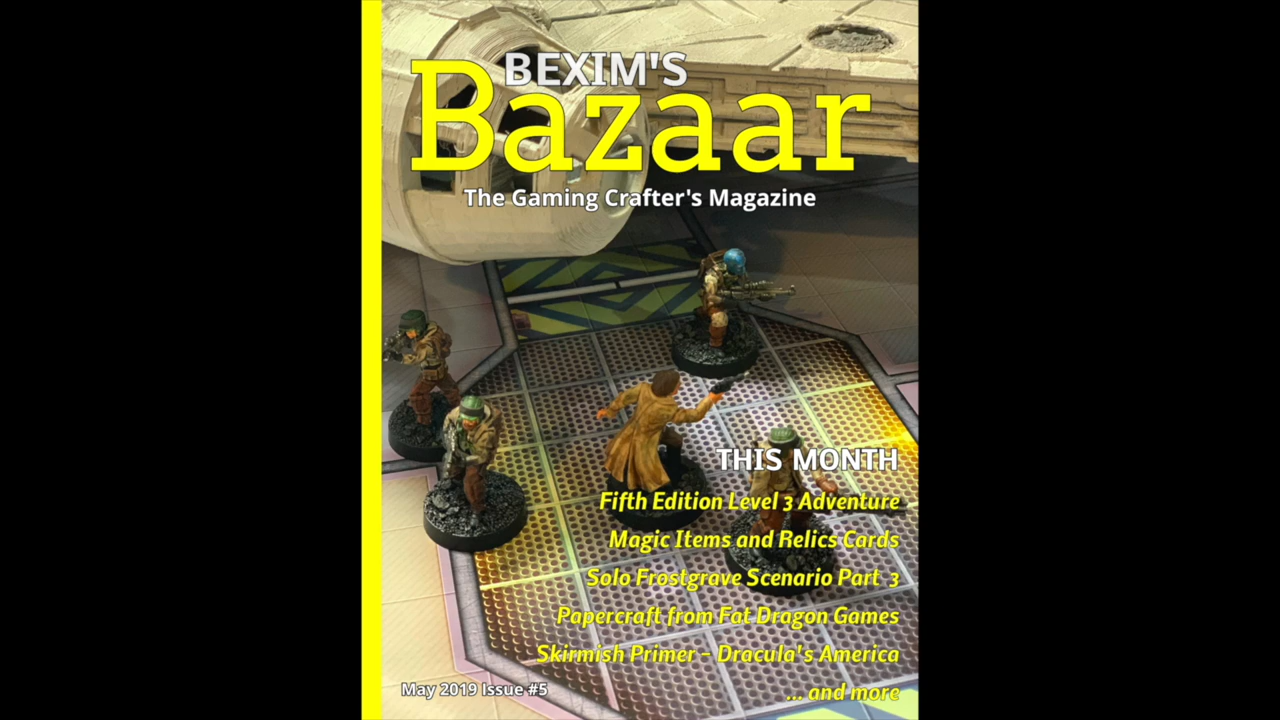 BEXIM'S
Bazaar
The Gaming Crafter's Magazine
THIS MONTH
Fifth Edition Level 3 Adventure
Magic Items and Relics Cards
Solo Frostgrave Scenario Part 3
Papercraft from Fat Dragon Games
Skirmish Primer – Dracula's America
... and more
May 2019 Issue #5